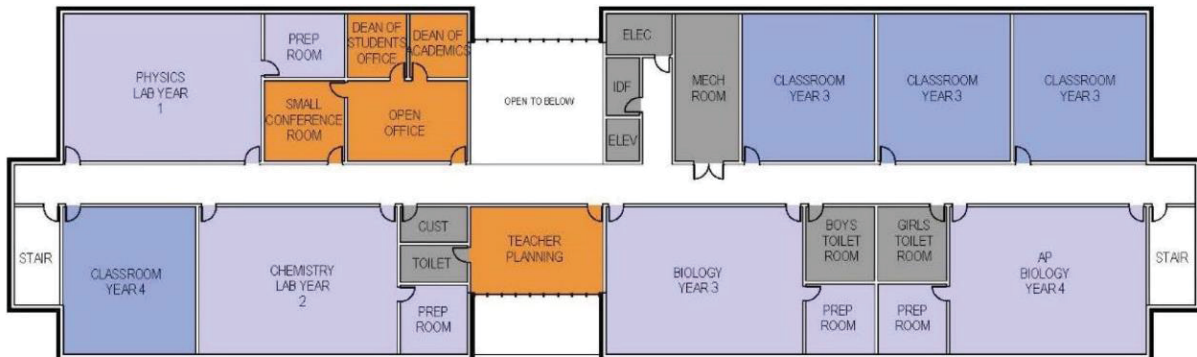 PHYSICS
LAB YEAR
1
PREP
ROOM
DEAN OF
STUDENTS
OFFICE
DEAN OF
ACADEMICS
SMALL
CONFERENCE
ROOM
OPEN
OFFICE
OPEN TO BELOW
ELEC
IDF
ELEV
MECH
ROOM
CLASSROOM
YEAR 3
CLASSROOM
YEAR 3
CLASSROOM
YEAR 3
STAIR
CLASSROOM
YEAR 4
CHEMISTRY
LAB YEAR
2
CUST
TOILET
PREP
ROOM
TEACHER
PLANNING
BIOLOGY
YEAR 3
BOYS
TOILET
ROOM
GIRLS
TOILET
ROOM
PREP
ROOM
PREP
ROOM
AP
BIOLOGY
YEAR 4
STAIR